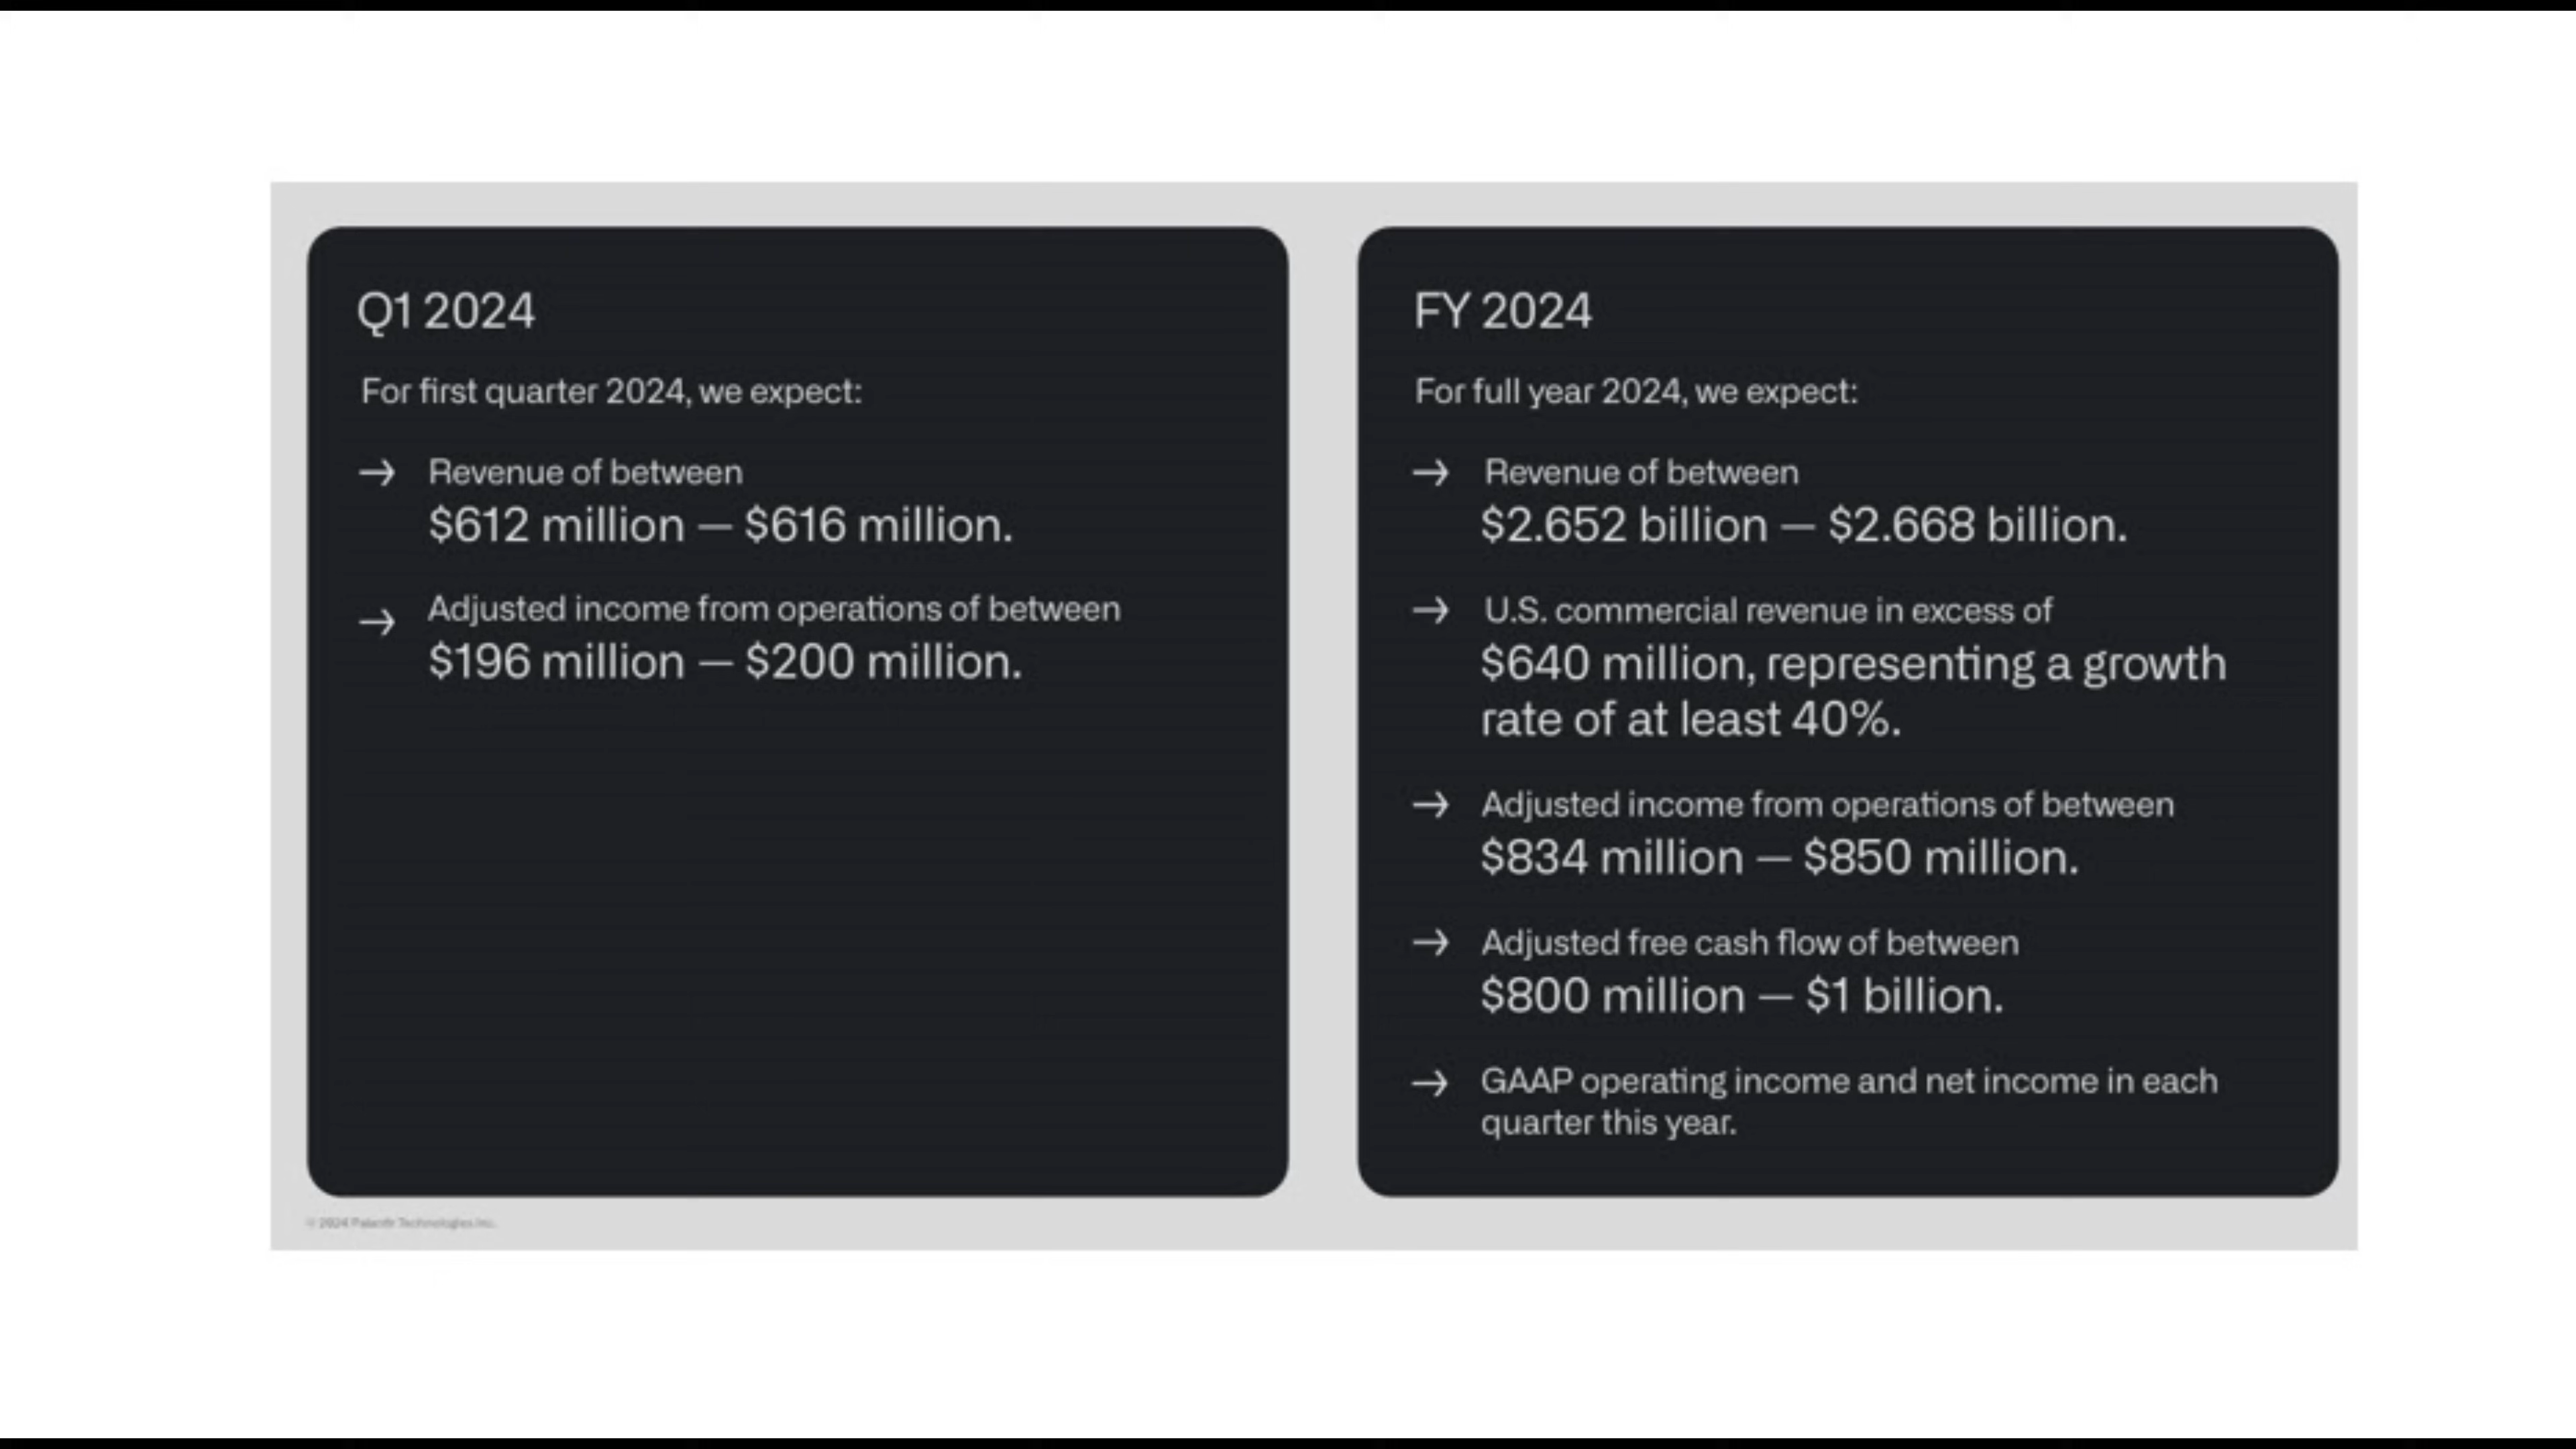 Q1 2024
For first quarter 2024, we expect:
→ Revenue of between
$612 million — $616 million.
→ Adjusted income from operations of between
$196 million — $200 million.
FY 2024
For full year 2024, we expect:
→ Revenue of between
$2.652 billion — $2.668 billion.
→ U.S. commercial revenue in excess of
$640 million, representing a growth
rate of at least 40%.
→ Adjusted income from operations of between
$834 million — $850 million.
→ Adjusted free cash flow of between
$800 million — $1 billion.
→ GAAP operating income and net income in each
quarter this year.
© 2024 Palantir Technologies Inc.